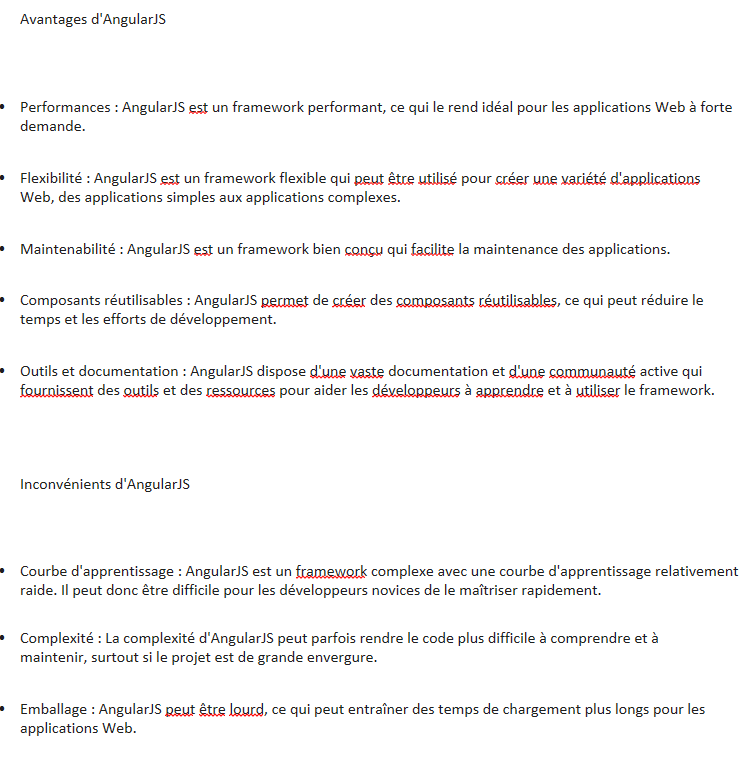 Avantages d'AngularJS
• Performances : AngularJS est un framework performant, ce qui le rend idéal pour les applications Web à forte
demande.
• Flexibilité : AngularJS est un framework flexible qui peut être utilisé pour créer une variété d'applications
Web, des applications simples aux applications complexes.
• Maintenabilité : AngularJS est un framework bien conçu qui facilite la maintenance des applications.
• Composants réutilisables : AngularJS permet de créer des composants réutilisables, ce qui peut réduire le
temps et les efforts de développement.
• Outils et documentation : AngularJS dispose d'une vaste documentation et d'une communauté active qui
fournissent des outils et des ressources pour aider les développeurs à apprendre et à utiliser le framework.
Inconvénients d'AngularJS
• Courbe d'apprentissage : AngularJS est un framework complexe avec une courbe d'apprentissage relativement
raide. Il peut donc être difficile pour les développeurs novices de le maîtriser rapidement.
• Complexité : La complexité d'AngularJS peut parfois rendre le code plus difficile à comprendre et à
maintenir, surtout si le projet est de grande envergure.
• Emballage : AngularJS peut être lourd, ce qui peut entraîner des temps de chargement plus longs pour les
applications Web.